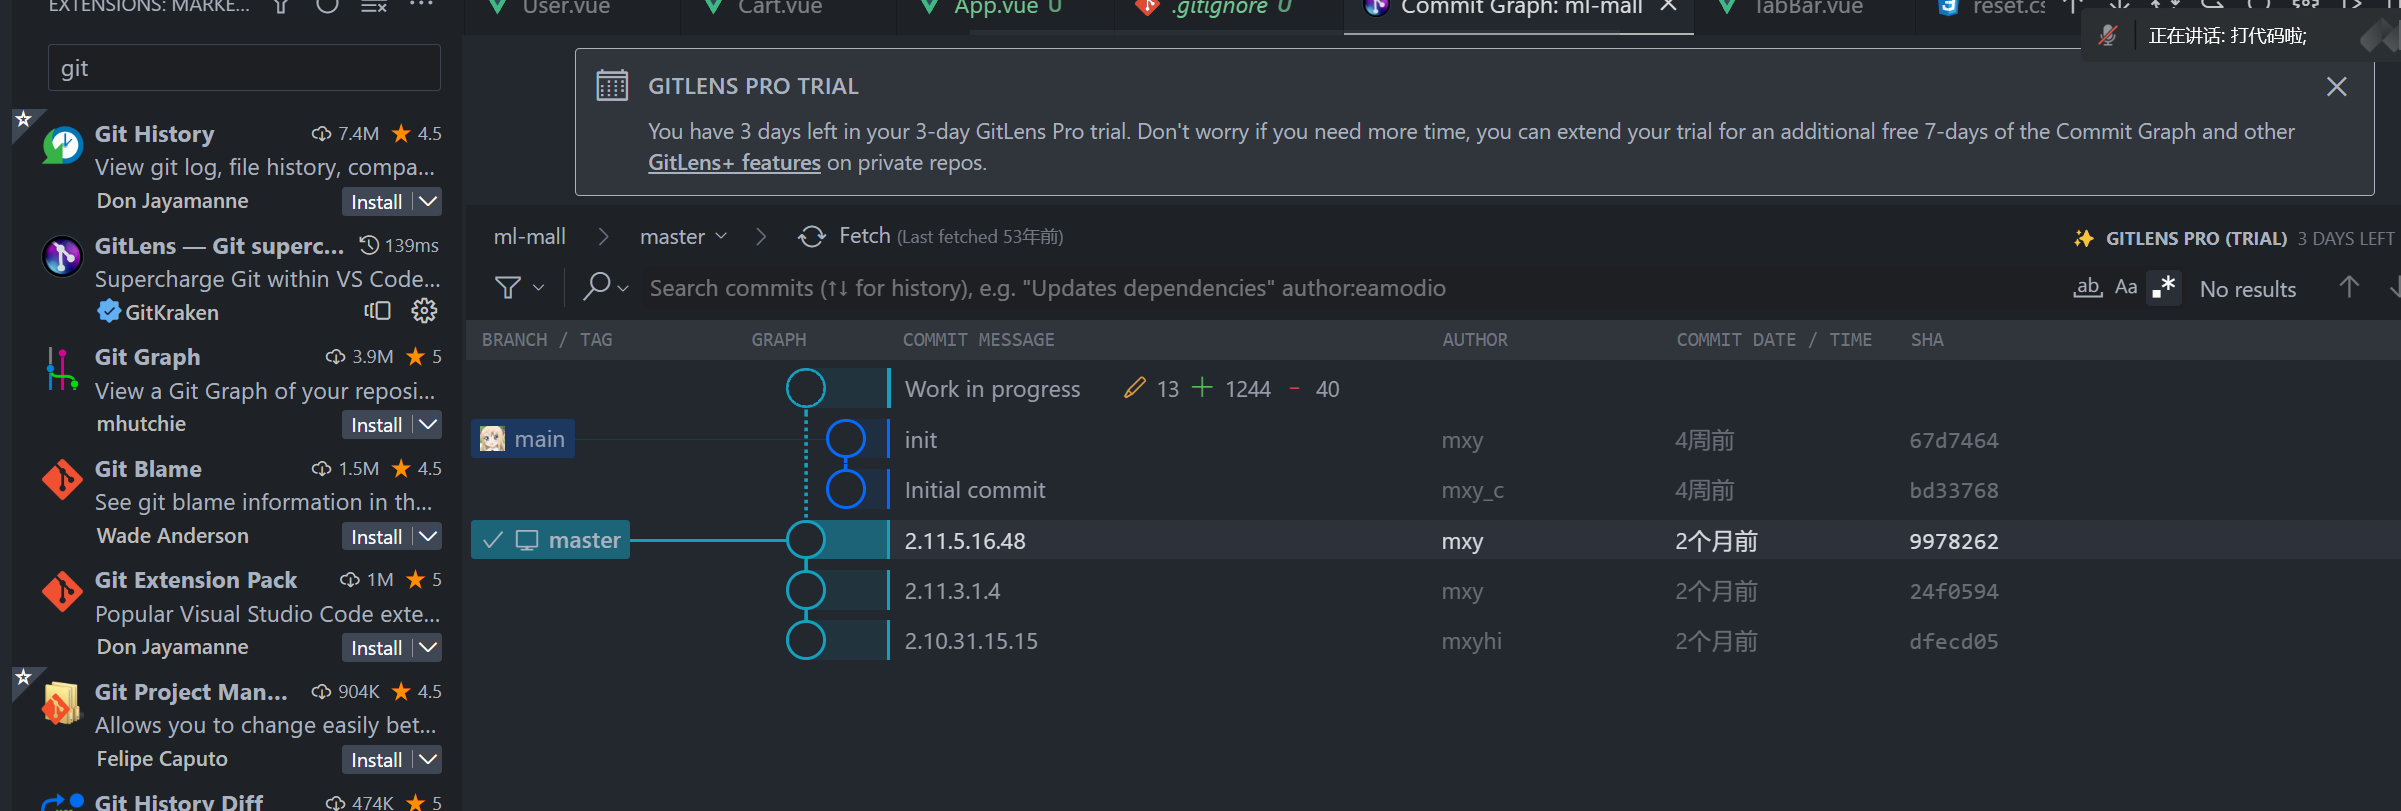 EXTENSIONS: MARKE...
User.vue
Cart.vue
App.vue U
.gitignore U
Commit Graph: ml-mall
TabBar.vue
reset.cs
正在讲话: 打代码啦;
git
Git History 7.4M 4.5
View git log, file history, compa...
Don Jayamanne Install
GitLens — Git superc... 139ms
Supercharge Git within VS Code...
GitKraken
Git Graph 3.9M 5
View a Git Graph of your reposi...
mhutchie Install
Git Blame 1.5M 4.5
See git blame information in th...
Wade Anderson Install
Git Extension Pack 1M 5
Popular Visual Studio Code exte...
Don Jayamanne Install
Git Project Man... 904K 4.5
Allows you to change easily bet...
Felipe Caputo Install
Git History Diff 474K 5
GITLENS PRO TRIAL
You have 3 days left in your 3-day GitLens Pro trial. Don't worry if you need more time, you can extend your trial for an additional free 7-days of the Commit Graph and other
GitLens+ features on private repos.
ml-mall master Fetch (Last fetched 53年前)
GITLENS PRO (TRIAL) 3 DAYS LEFT
Search commits (↑↓ for history), e.g. "Updates dependencies" author:eamodio
ab Aa .* No results
BRANCH / TAG GRAPH COMMIT MESSAGE AUTHOR COMMIT DATE / TIME SHA
Work in progress 13 + 1244 - 40
main init mxy 4周前 67d7464
Initial commit mxy_c 4周前 bd33768
master 2.11.5.16.48 mxy 2个月前 9978262
2.11.3.1.4 mxy 2个月前 24f0594
2.10.31.15.15 mxyhi 2个月前 dfecd05